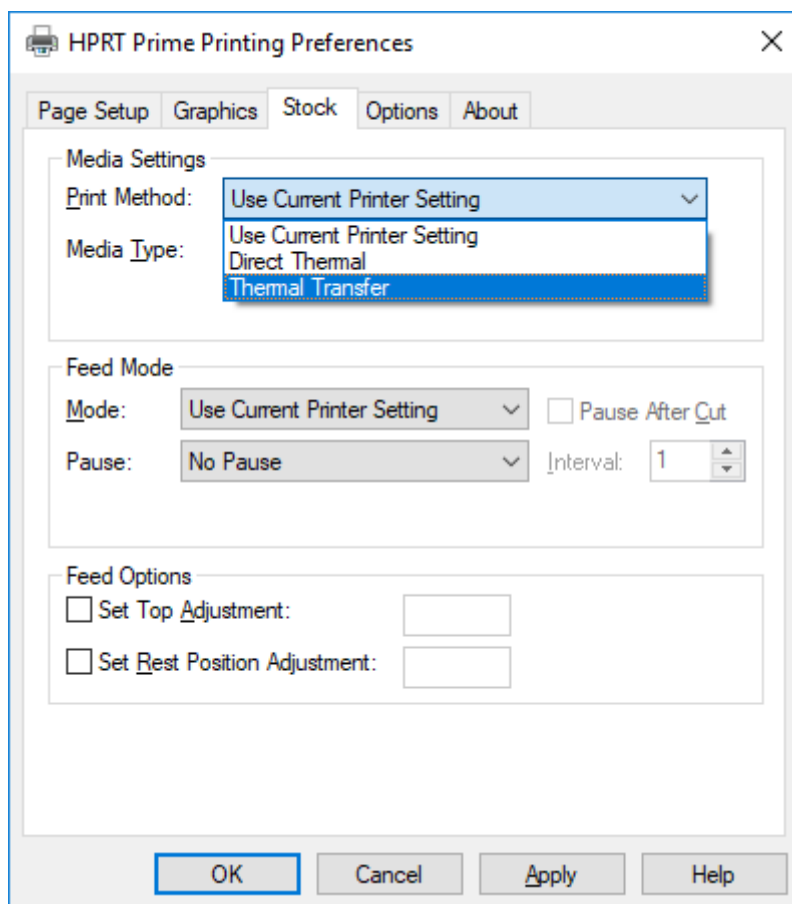 HPRT Prime Printing Preferences
Page Setup Graphics Stock Options About
Media Settings
Print Method: Use Current Printer Setting
Use Current Printer Setting
Media Type:
Direct Thermal
Thermal Transfer
Feed Mode
Mode: Use Current Printer Setting Pause After Cut
Pause: No Pause Interval: 1
Feed Options
Set Top Adjustment:
Set Rest Position Adjustment:
OK Cancel Apply Help